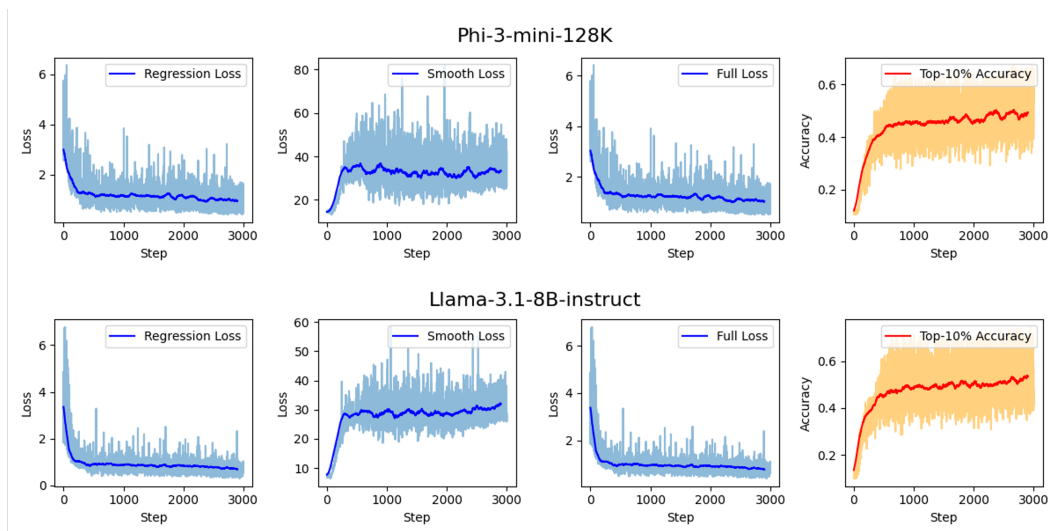 Phi-3-mini-128K
Regression Loss
Smooth Loss
Full Loss
Top-10% Accuracy
Loss
6
4
2
0
1000
2000
3000
Step
Loss
80
60
40
20
0
1000
2000
3000
Step
Loss
6
4
2
0
1000
2000
3000
Step
Accuracy
0.6
0.4
0.2
0
1000
2000
3000
Step
Llama-3.1-8B-instruct
Regression Loss
Smooth Loss
Full Loss
Top-10% Accuracy
Loss
6
4
2
0
0
1000
2000
3000
Step
Loss
60
50
40
30
20
10
0
1000
2000
3000
Step
Loss
6
4
2
0
1000
2000
3000
Step
Accuracy
0.6
0.4
0.2
0
1000
2000
3000
Step